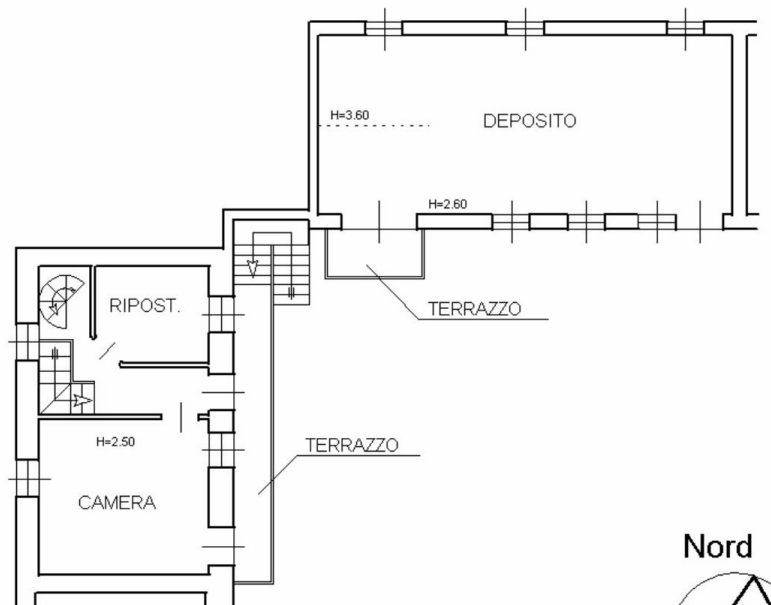 H=3.60
DEPOSITO
H=2.60
RIPOST.
TERRAZZO
TERRAZZO
H=2.50
CAMERA
Nord